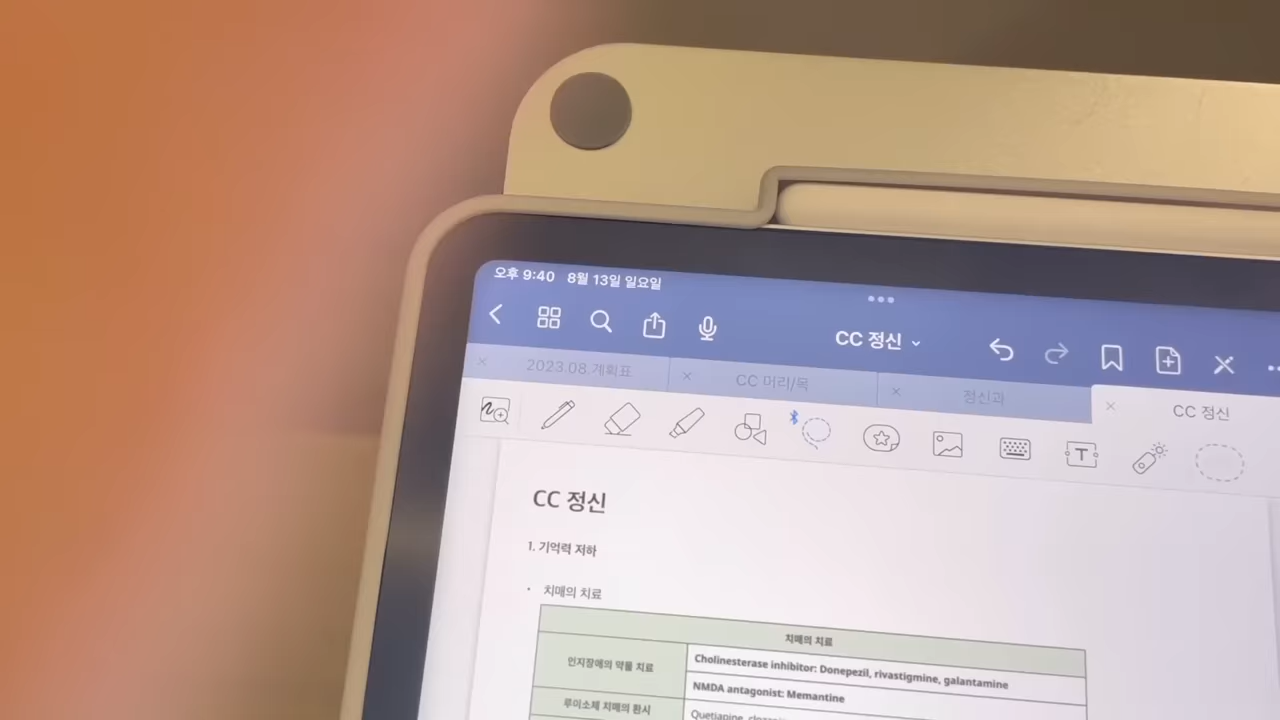 오후 9:40 8월 13일 일요일
CC 정신
2023.08.계획표
CC 머리/목
정신과
CC 정신
T
CC 정신
1. 기억력 저하
• 치매의 치료
치매의 치료
인지장애의 약물 치료
Cholinesterase inhibitor: Donepezil, rivastigmine, galantamine
NMDA antagonist: Memantine
루이소체 치매의 환시
Quetiapine,